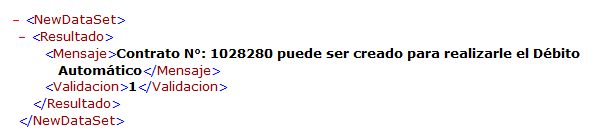 – <NewDataSet>
– <Resultado>
<Mensaje>Contrato N°: 1028280 puede ser creado para realizarle el Débito
Automático</Mensaje>
<Validacion>1</Validacion>
</Resultado>
</NewDataSet>